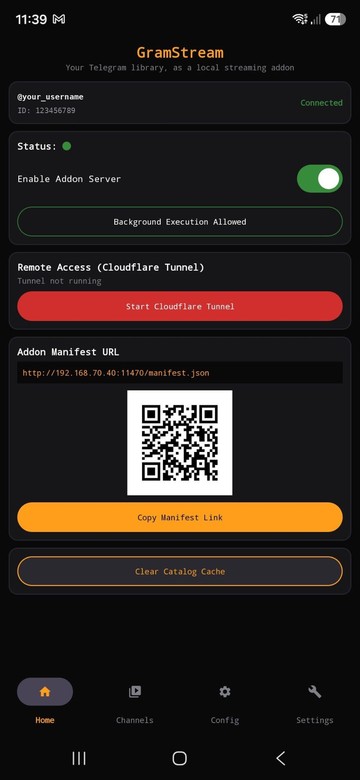 11:39
71
GramStream
Your Telegram library, as a local streaming addon
@your_username
ID: 123456789
Connected
Status:
Enable Addon Server
Background Execution Allowed
Remote Access (Cloudflare Tunnel)
Tunnel not running
Start Cloudflare Tunnel
Addon Manifest URL
http://192.168.70.40:11470/manifest.json
Copy Manifest Link
Clear Catalog Cache
Home
Channels
Config
Settings